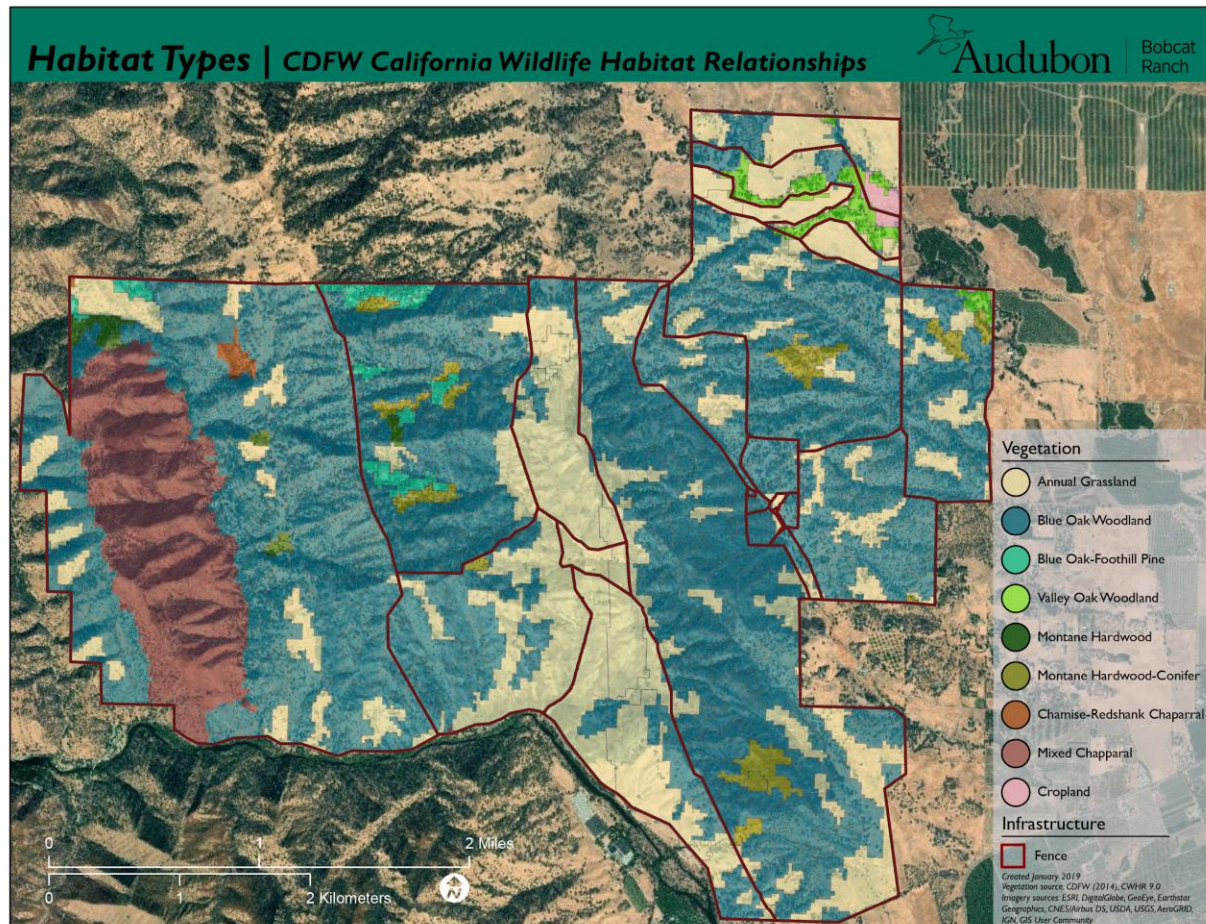 Habitat Types | CDFW California Wildlife Habitat Relationships
Audubon
Bobcat
Ranch
Vegetation
Annual Grassland
Blue Oak Woodland
Blue Oak-Foothill Pine
Valley Oak Woodland
Montane Hardwood
Montane Hardwood-Conifer
Chamise-Redshank Chaparral
Mixed Chapparal
Cropland
Infrastructure
Fence
Created January 2019
Vegetation source: CDFW (2014), CWHR 9.0
Imagery sources: ESRI, DigitalGlobe, GeoEye, Earthstar
Geographics, CNES/Airbus DS, USDA, USGS, AeroGRID,
IGN, GIS User Community
0 1 2 Miles
0 1 2 Kilometers
N